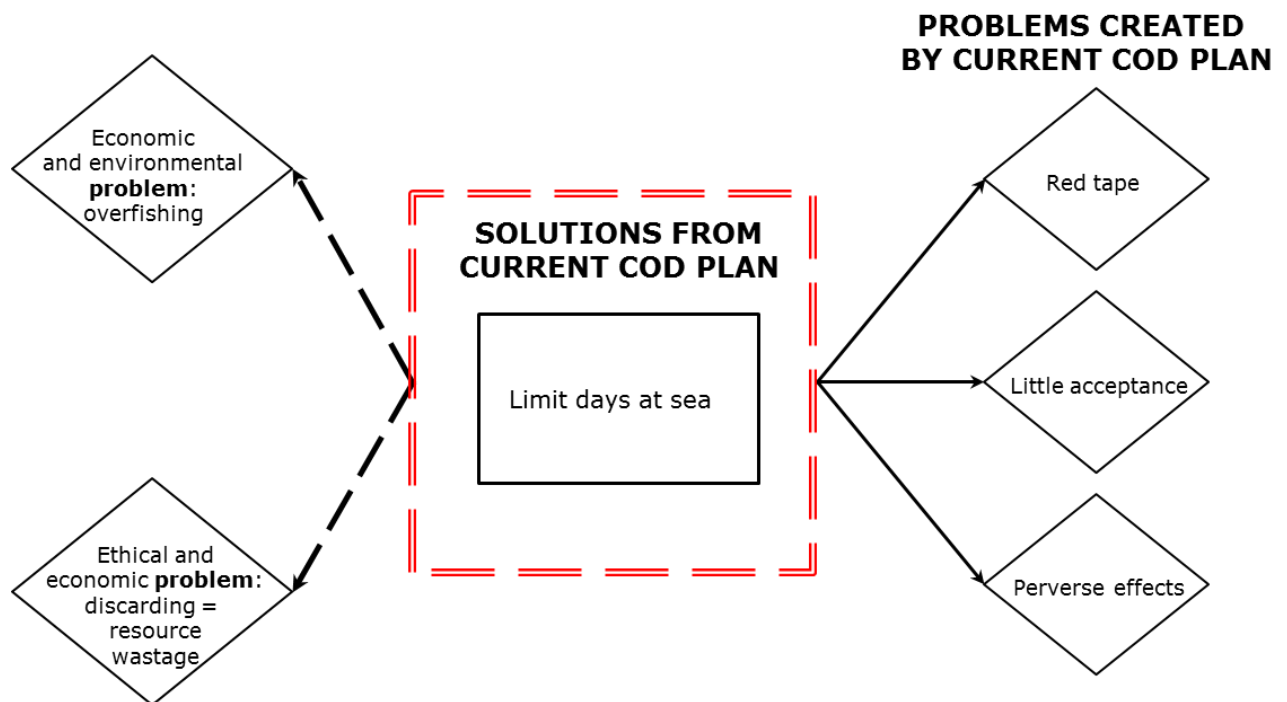 PROBLEMS CREATED
BY CURRENT COD PLAN
Economic
and environmental
problem:
overfishing
Red tape
SOLUTIONS FROM
CURRENT COD PLAN
Limit days at sea
Little acceptance
Ethical and
economic problem:
discarding =
resource
wastage
Perverse effects